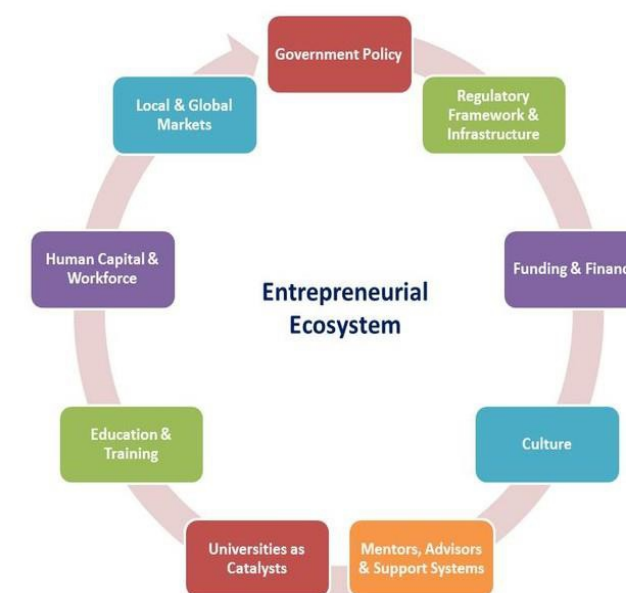 Government Policy
Regulatory
Framework &
Infrastructure
Funding & Financ
Culture
Mentors, Advisors
& Support Systems
Universities as
Catalysts
Education &
Training
Human Capital &
Workforce
Local & Global
Markets
Entrepreneurial
Ecosystem